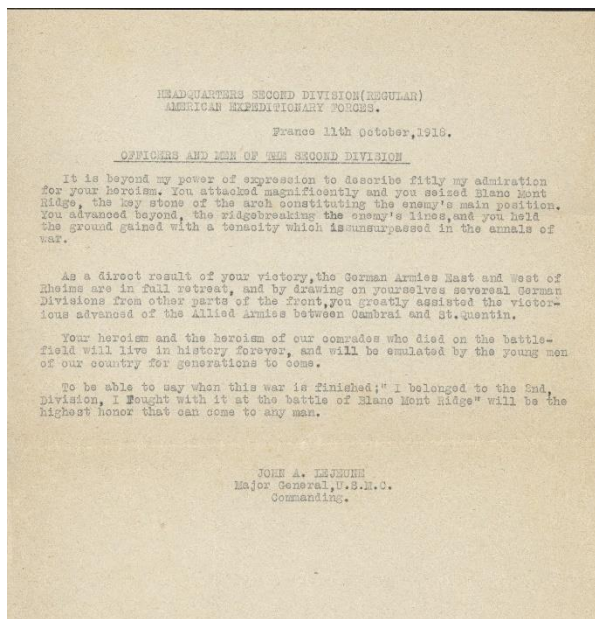 HEADQUARTERS SECOND DIVISION(REGULAR)
AMERICAN EXPEDITIONARY FORCES.
France 11th October,1918.
OFFICERS AND MEN OF THE SECOND DIVISION
It is beyond my power of expression to describe fitly my admiration
for your heroism. You attacked magnificently and you seized Blanc Mont
Ridge, the key stone of the arch constituting the enemy's main position.
You advanced beyond, the ridgebreaking the enemy's lines,and you held
the ground gained with a tenacity which isunsurpassed in the annals of
war.
As a direct result of your victory,the German Armies East and West of
Rheims are in full retreat, and by drawing on yourselves severeal German
Divisions from other parts of the front,you greatly assisted the victor-
ious advanced of the Allied Armies between Cambrai and St.Quentin.
Your heroism and the heroism of our comrades who died on the battle-
field will live in history forever, and will be emulated by the young men
of our country for generations to come.
To be able to say when this war is finished;" I belonged to the 2nd,
Division, I Fought with it at the battle of Blanc Mont Ridge" will be the
highest honor that can come to any man.
JOHN A. LEJEUNE
Major General,U.S.M.C.
Commanding.